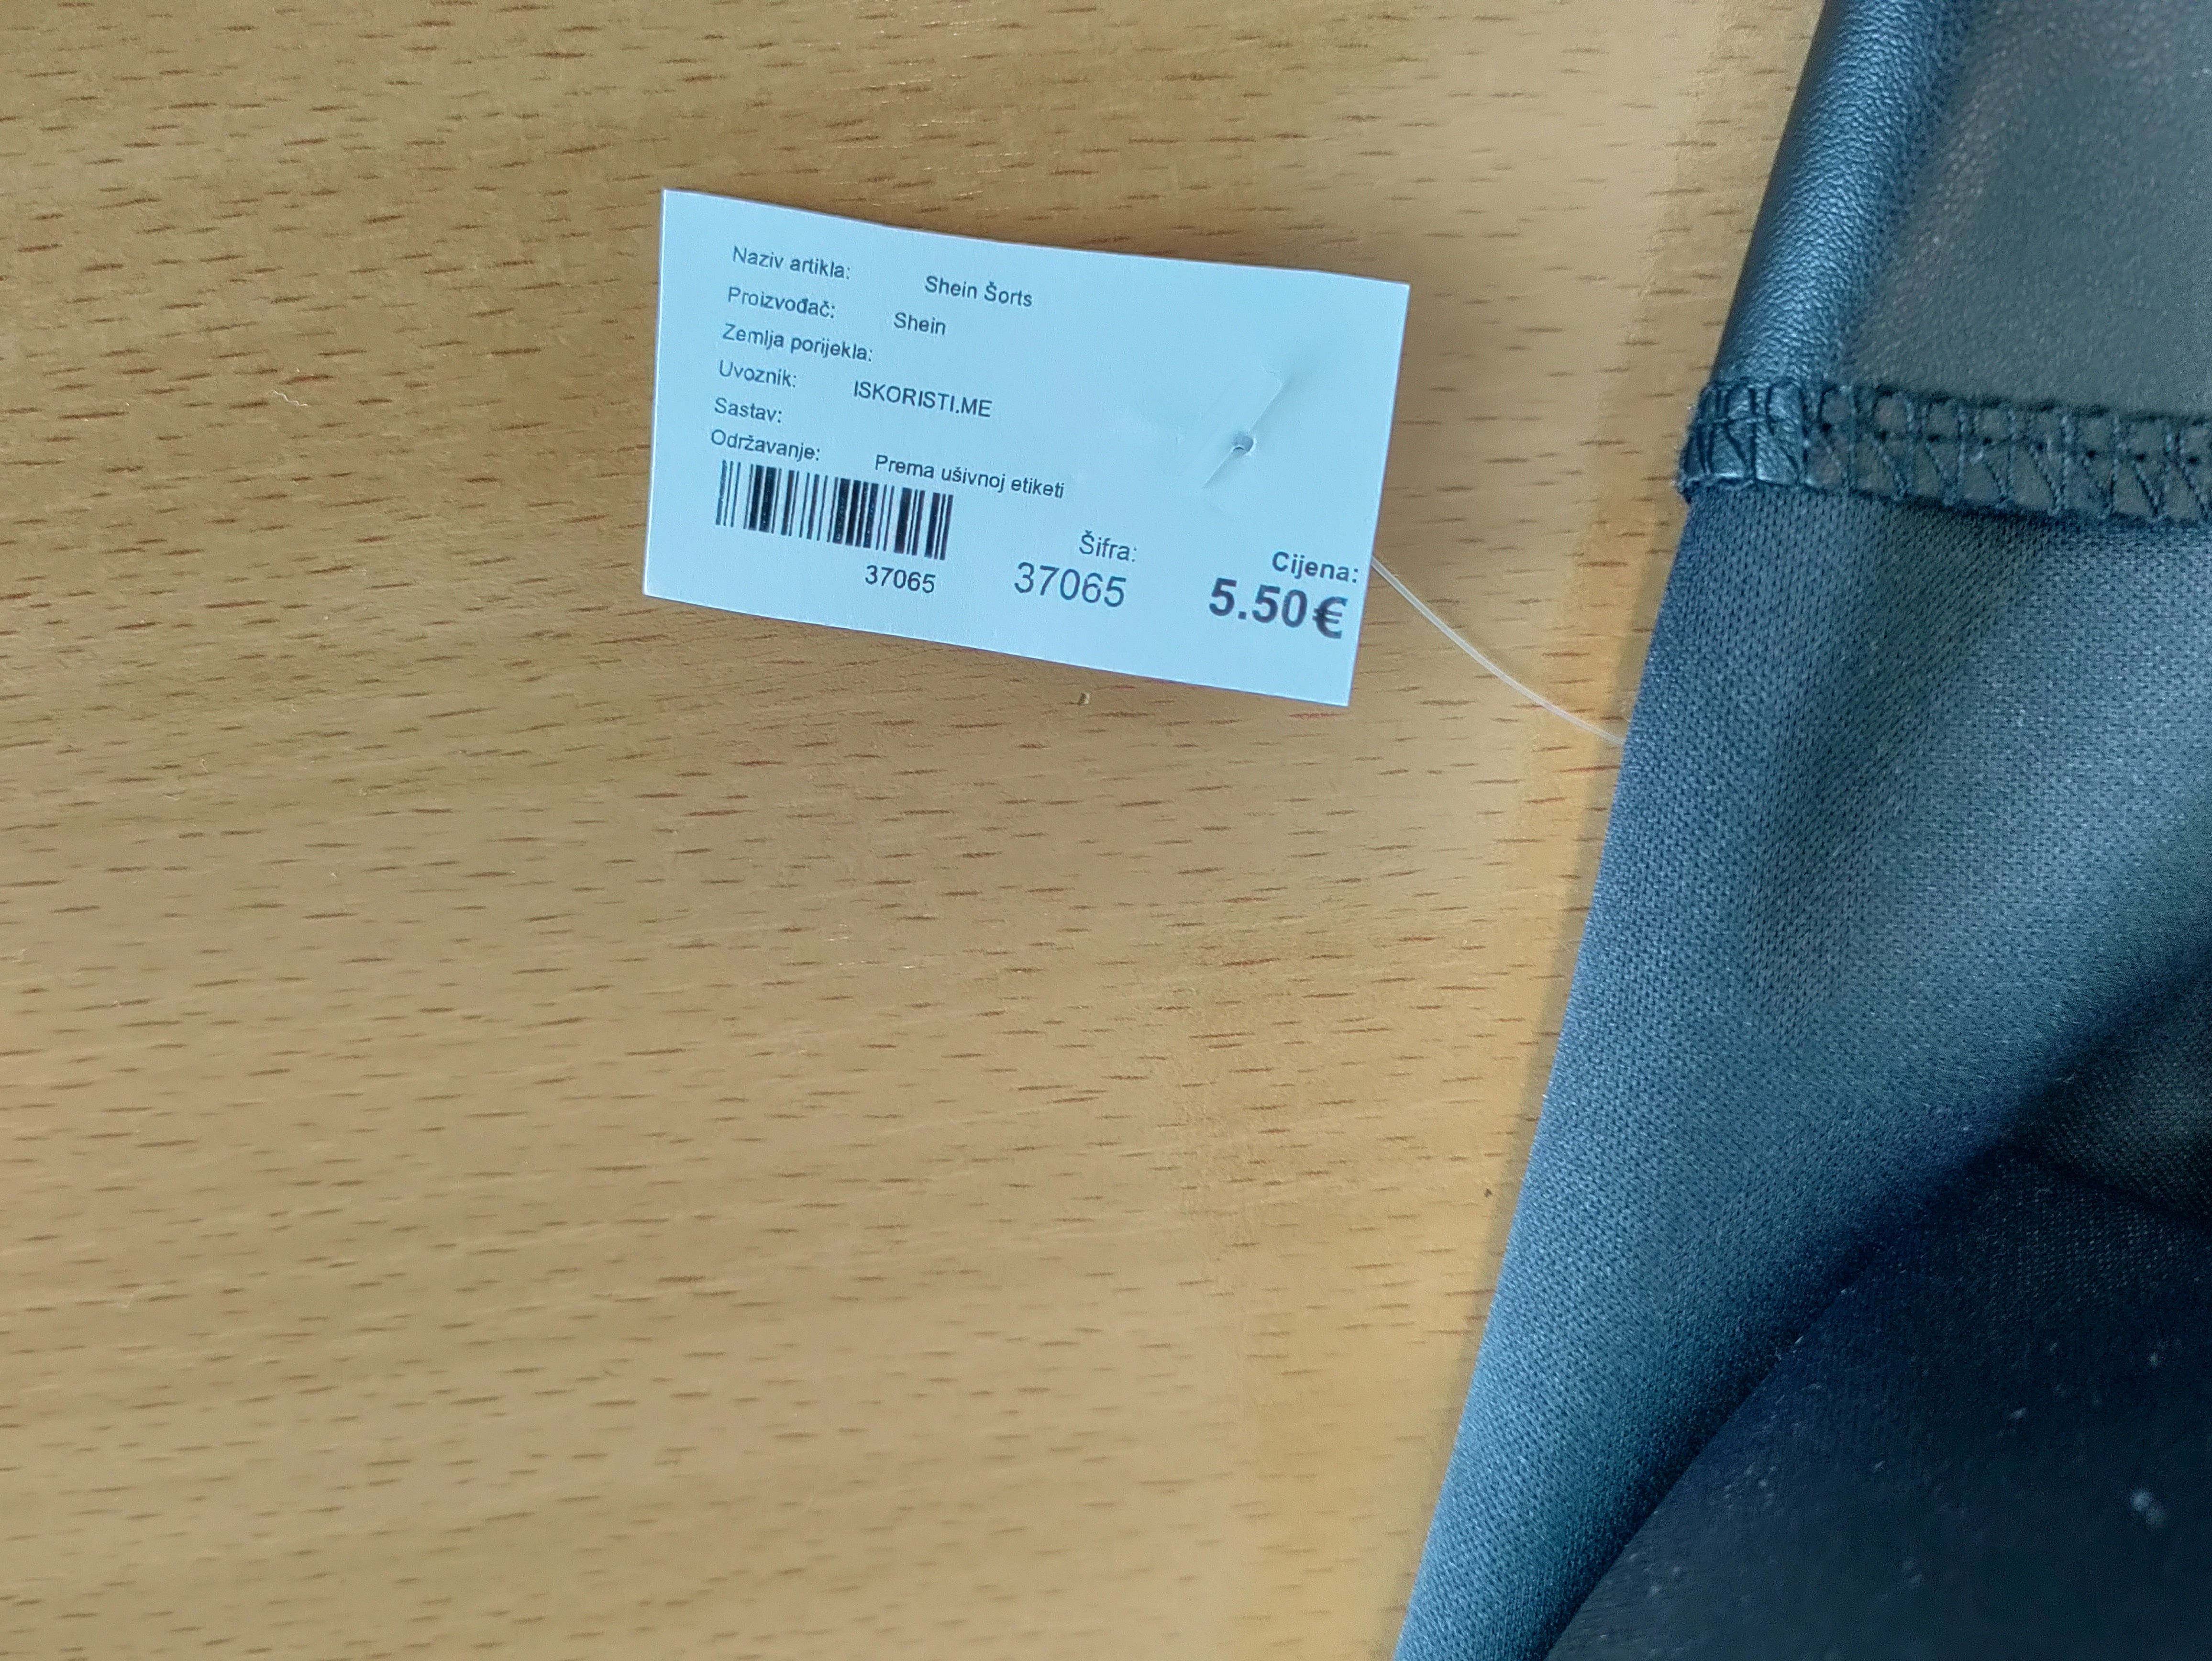 Naziv artikla: Shein Šorts
Proizvođač: Shein
Zemlja porijekla:
Uvoznik: ISKORISTI.ME
Sastav:
Održavanje: Prema ušivnoj etiketi
37065
Šifra:
37065
Cijena:
5.50€